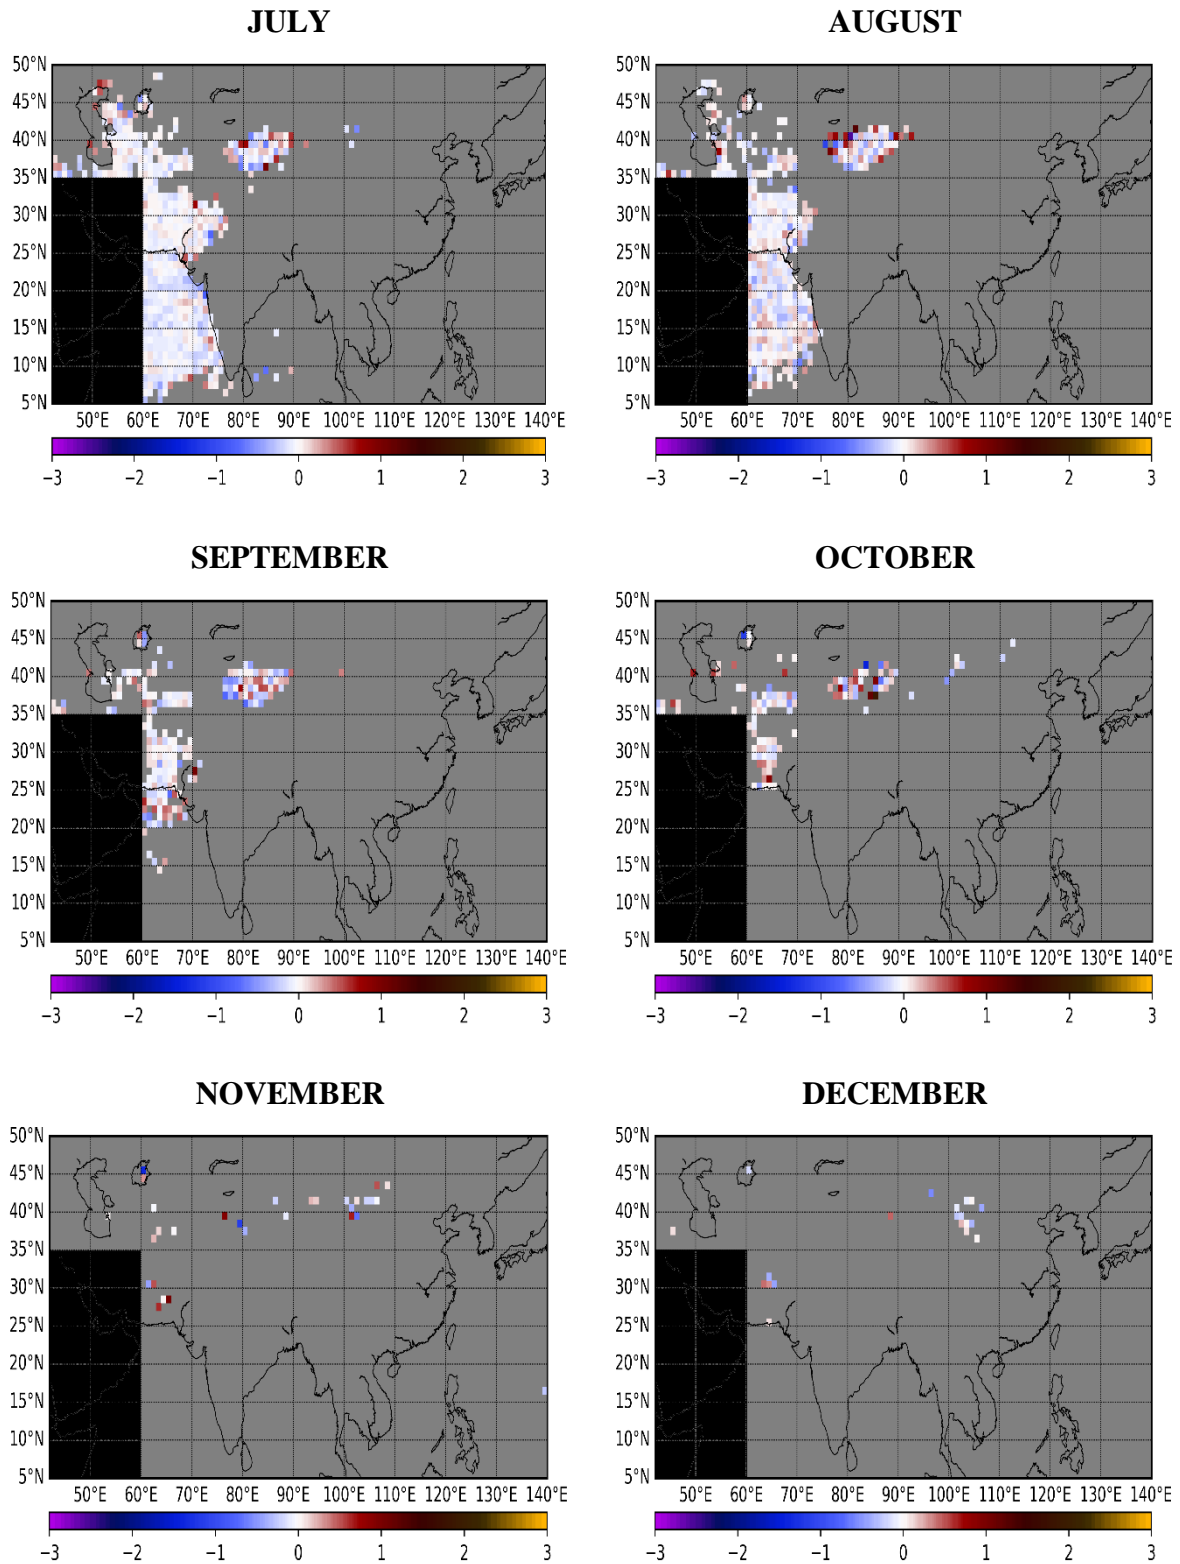 JULY AUGUST
50°N 50°N
45°N 45°N
40°N 40°N
35°N 35°N
30°N 30°N
25°N 25°N
20°N 20°N
15°N 15°N
10°N 10°N
5°N 5°N
50°E 60°E 70°E 80°E 90°E 100°E 110°E 120°E 130°E 140°E 50°E 60°E 70°E 80°E 90°E 100°E 110°E 120°E 130°E 140°E
−3 −2 −1 0 1 2 3 −3 −2 −1 0 1 2 3
SEPTEMBER OCTOBER
50°N 50°N
45°N 45°N
40°N 40°N
35°N 35°N
30°N 30°N
25°N 25°N
20°N 20°N
15°N 15°N
10°N 10°N
5°N 5°N
50°E 60°E 70°E 80°E 90°E 100°E 110°E 120°E 130°E 140°E 50°E 60°E 70°E 80°E 90°E 100°E 110°E 120°E 130°E 140°E
−3 −2 −1 0 1 2 3 −3 −2 −1 0 1 2 3
NOVEMBER DECEMBER
50°N 50°N
45°N 45°N
40°N 40°N
35°N 35°N
30°N 30°N
25°N 25°N
20°N 20°N
15°N 15°N
10°N 10°N
5°N 5°N
50°E 60°E 70°E 80°E 90°E 100°E 110°E 120°E 130°E 140°E 50°E 60°E 70°E 80°E 90°E 100°E 110°E 120°E 130°E 140°E
−3 −2 −1 0 1 2 3 −3 −2 −1 0 1 2 3